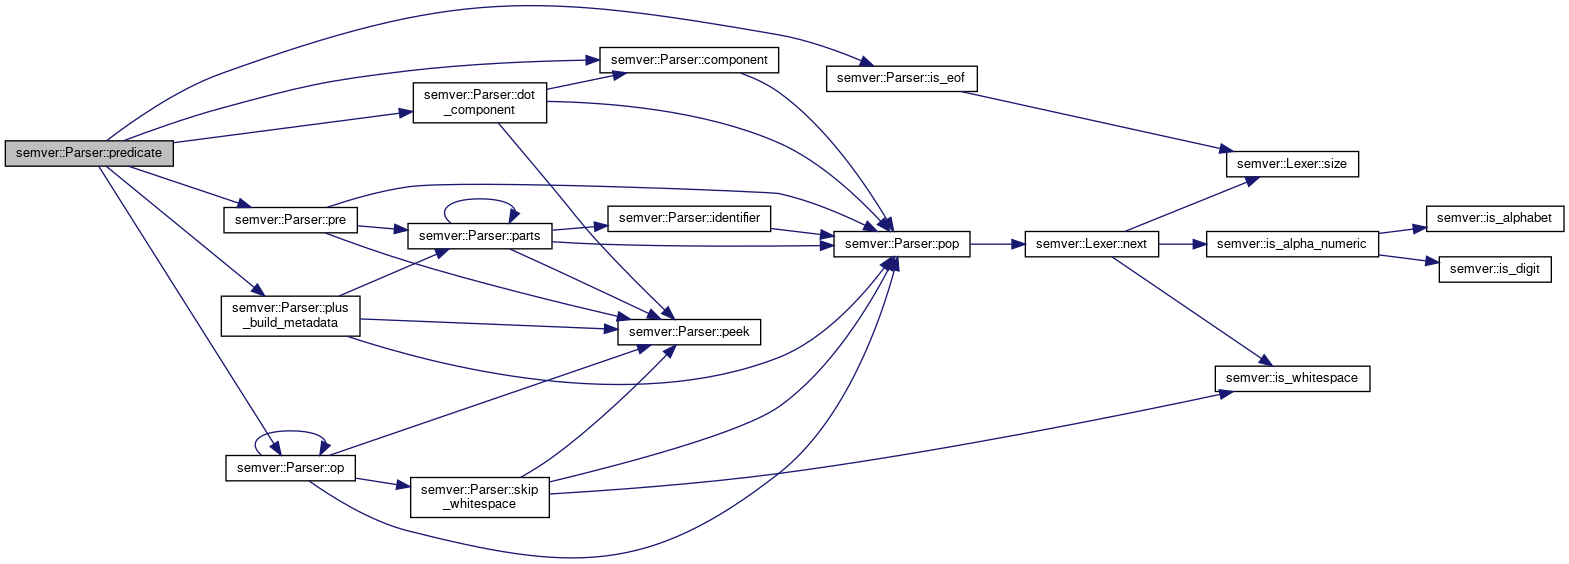 semver::Parser::predicate
semver::Parser::component
semver::Parser::is_eof
semver::Parser::dot
_component
semver::Lexer::size
semver::Parser::pre
semver::Parser::identifier
semver::is_alphabet
semver::Parser::parts
semver::Parser::pop
semver::Lexer::next
semver::is_alpha_numeric
semver::is_digit
semver::Parser::plus
_build_metadata
semver::Parser::peek
semver::is_whitespace
semver::Parser::op
semver::Parser::skip
_whitespace